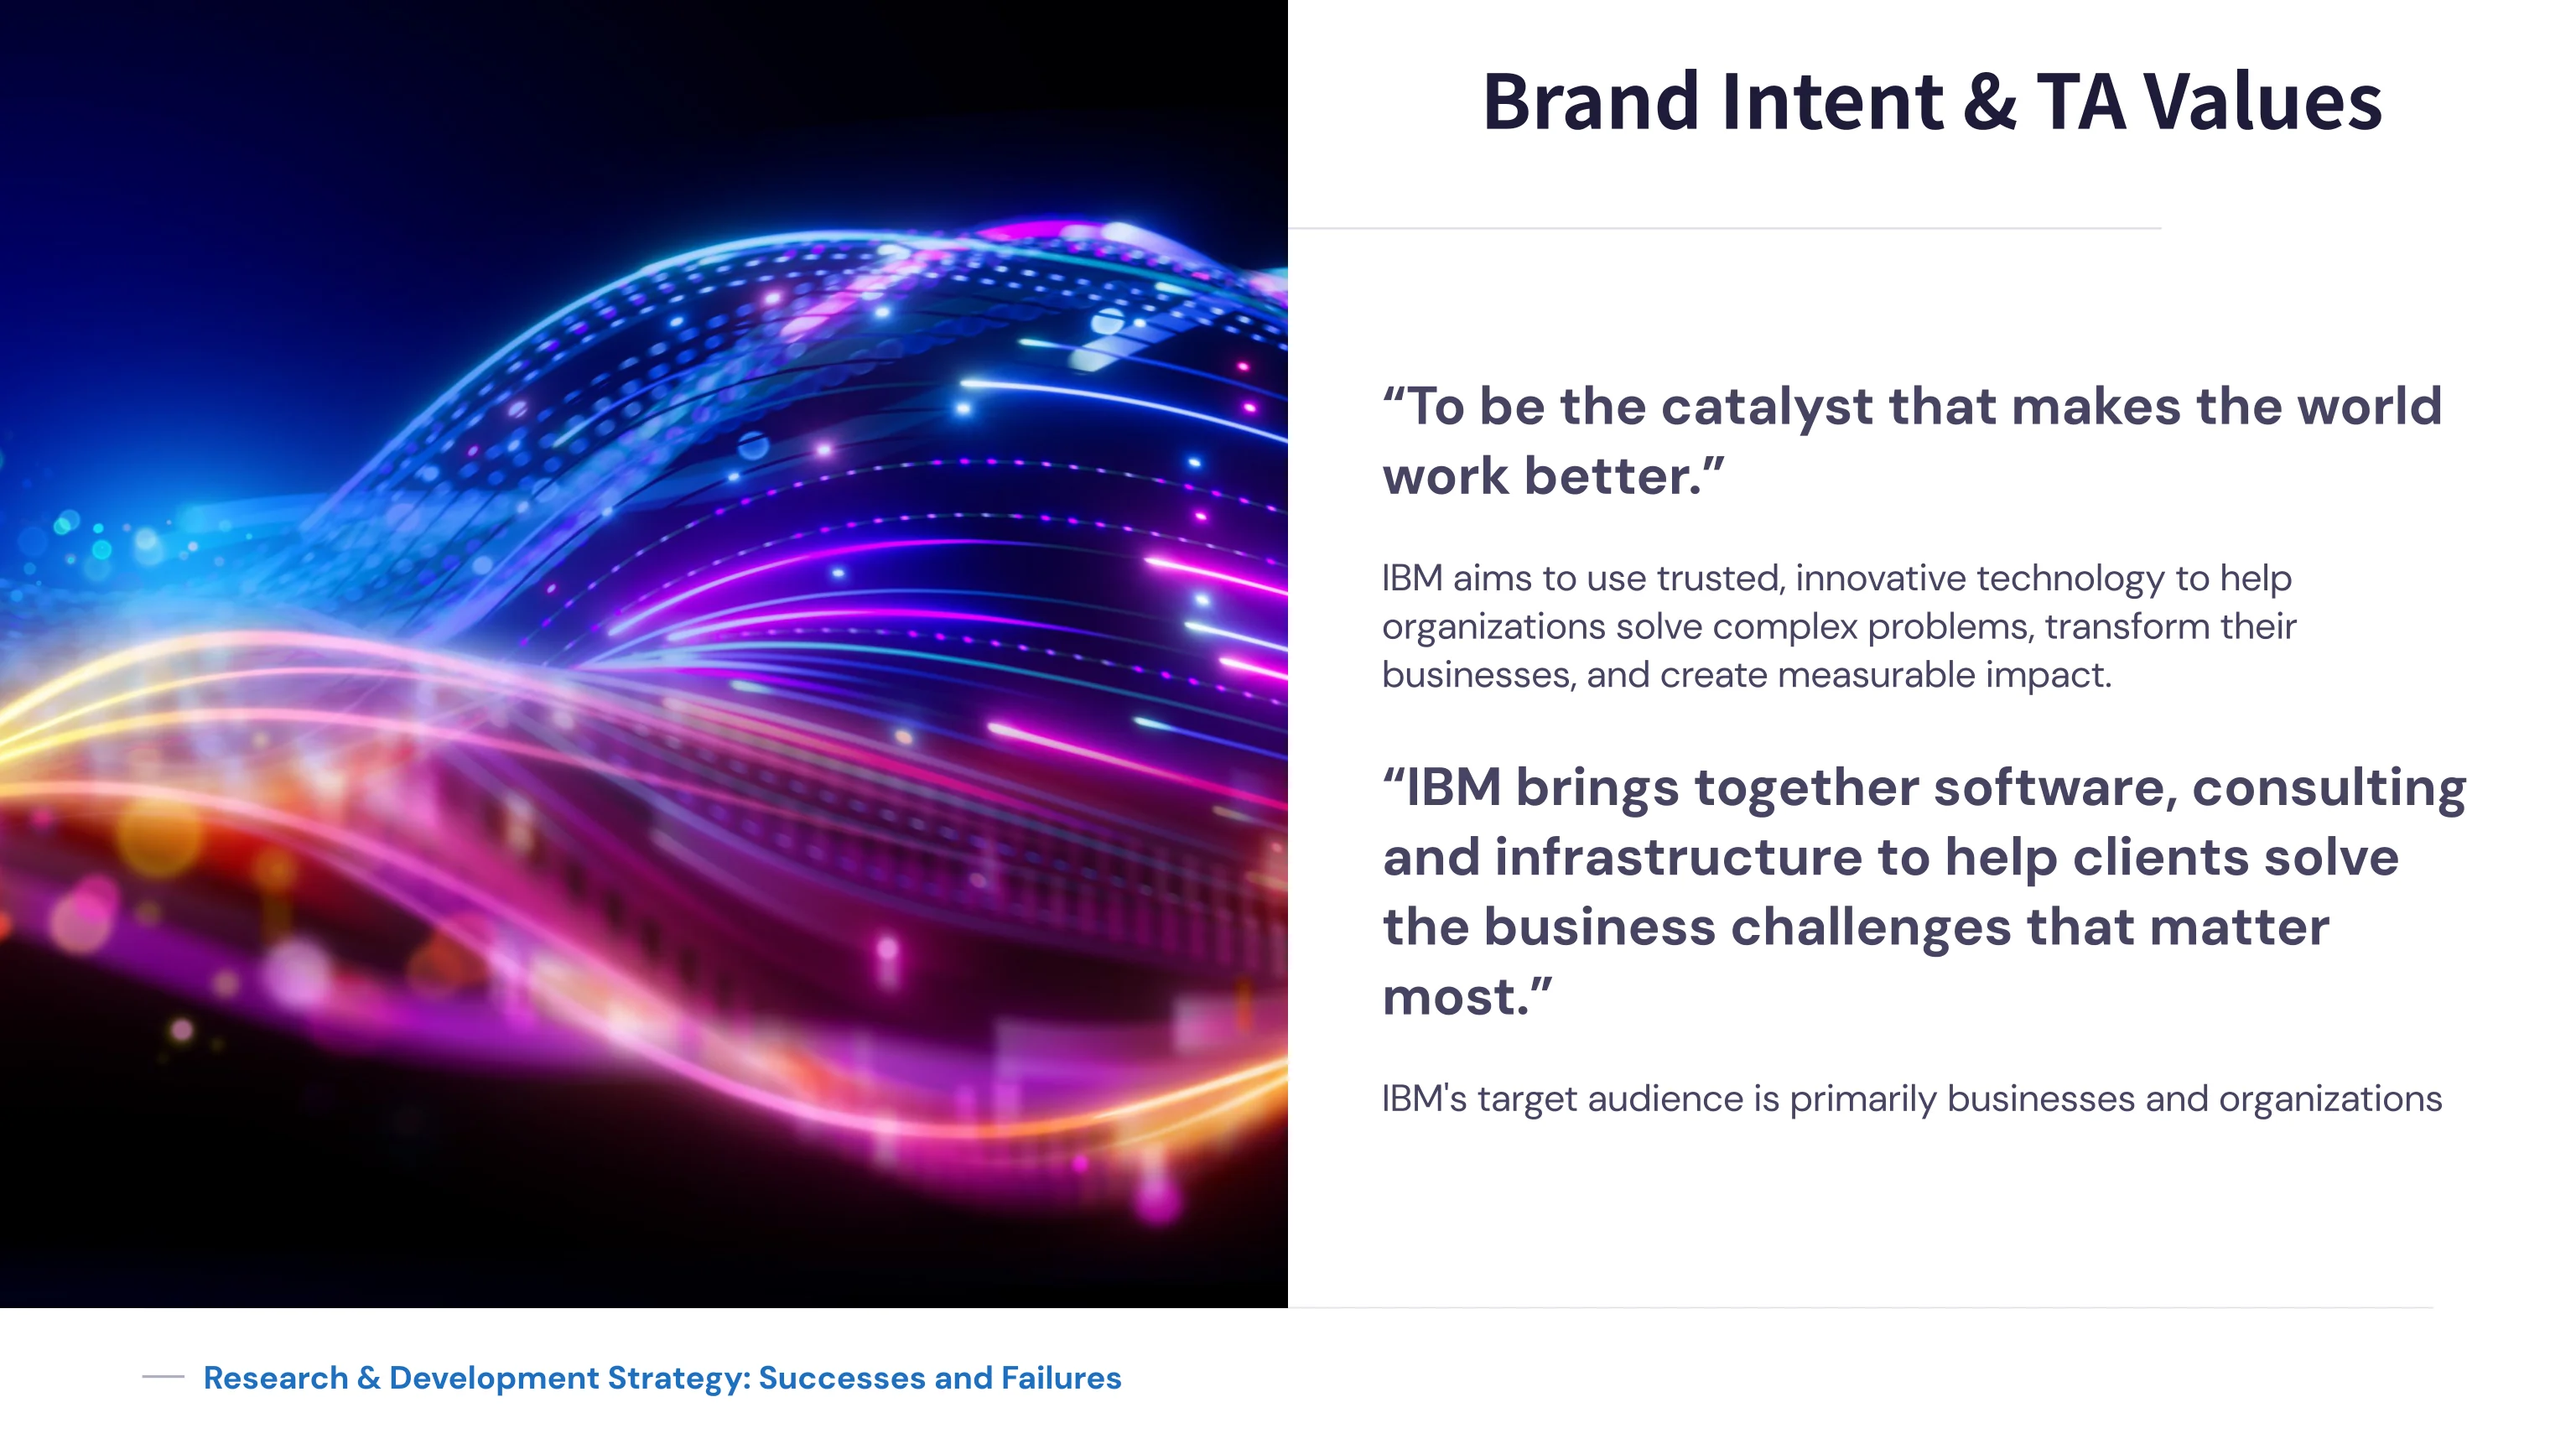 Brand Intent & TA Values
“To be the catalyst that makes the world
work better.”
IBM aims to use trusted, innovative technology to help
organizations solve complex problems, transform their
businesses, and create measurable impact.
“IBM brings together software, consulting
and infrastructure to help clients solve
the business challenges that matter
most.”
IBM's target audience is primarily businesses and organizations
Research & Development Strategy: Successes and Failures